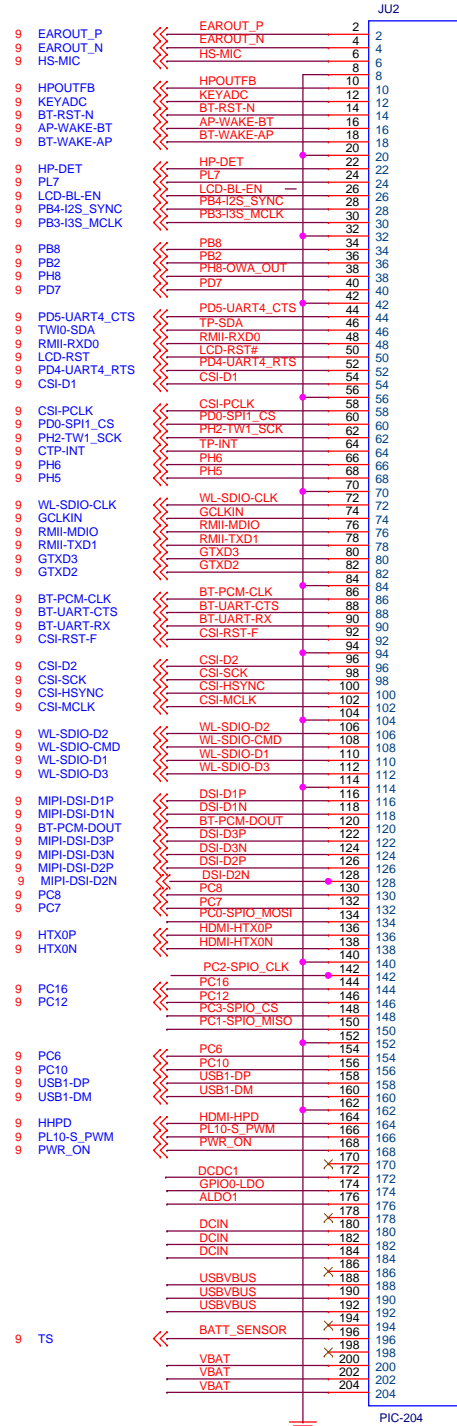 JU2
9 EAROUT_P EAROUT_P 2 2
9 EAROUT_N EAROUT_N 4 4
9 HS-MIC HS-MIC 6 6
8 8
9 HPOUTFB HPOUTFB 10 10
9 KEYADC KEYADC 12 12
9 BT-RST-N BT-RST-N 14 14
9 AP-WAKE-BT AP-WAKE-BT 16 16
9 BT-WAKE-AP BT-WAKE-AP 18 18
20 20
9 HP-DET HP-DET 22 22
9 PL7 PL7 24 24
9 LCD-BL-EN LCD-BL-EN 26 26
9 PB4-I2S_SYNC PB4-I2S_SYNC 28 28
9 PB3-I3S_MCLK PB3-I3S_MCLK 30 30
32 32
9 PB8 PB8 34 34
9 PB2 PB2 36 36
9 PH8 PH8-OWA_OUT 38 38
9 PD7 PD7 40 40
42 42
9 PD5-UART4_CTS PD5-UART4_CTS 44 44
9 TWI0-SDA TP-SDA 46 46
9 RMII-RXD0 RMII-RXD0 48 48
9 LCD-RST LCD-RST# 50 50
9 PD4-UART4_RTS PD4-UART4_RTS 52 52
9 CSI-D1 CSI-D1 54 54
56 56
9 CSI-PCLK CSI-PCLK 58 58
9 PD0-SPI1_CS PD0-SPI1_CS 60 60
9 PH2-TW1_SCK PH2-TW1_SCK 62 62
9 CTP-INT TP-INT 64 64
9 PH6 PH6 66 66
9 PH5 PH5 68 68
70 70
9 WL-SDIO-CLK WL-SDIO-CLK 72 72
9 GCLKIN GCLKIN 74 74
9 RMII-MDIO RMII-MDIO 76 76
9 RMII-TXD1 RMII-TXD1 78 78
9 GTXD3 GTXD3 80 80
9 GTXD2 GTXD2 82 82
84 84
9 BT-PCM-CLK BT-PCM-CLK 86 86
9 BT-UART-CTS BT-UART-CTS 88 88
9 BT-UART-RX BT-UART-RX 90 90
9 CSI-RST-F CSI-RST-F 92 92
94 94
9 CSI-D2 CSI-D2 96 96
9 CSI-SCK CSI-SCK 98 98
9 CSI-HSYNC CSI-HSYNC 100 100
9 CSI-MCLK CSI-MCLK 102 102
104 104
9 WL-SDIO-D2 WL-SDIO-D2 106 106
9 WL-SDIO-CMD WL-SDIO-CMD 108 108
9 WL-SDIO-D1 WL-SDIO-D1 110 110
9 WL-SDIO-D3 WL-SDIO-D3 112 112
114 114
9 MIPI-DSI-D1P DSI-D1P 116 116
9 MIPI-DSI-D1N DSI-D1N 118 118
9 BT-PCM-DOUT BT-PCM-DOUT 120 120
9 MIPI-DSI-D3P DSI-D3P 122 122
9 MIPI-DSI-D3N DSI-D3N 124 124
9 MIPI-DSI-D2P DSI-D2P 126 126
9 MIPI-DSI-D2N DSI-D2N 128 128
9 PC8 PC8 130 130
9 PC7 PC7 132 132
PC0-SPIO_MOSI 134 134
9 HTX0P HDMI-HTX0P 136 136
9 HTX0N HDMI-HTX0N 138 138
140 140
PC2-SPIO_CLK 142 142
9 PC16 PC16 144 144
9 PC12 PC12 146 146
PC3-SPIO_CS 148 148
PC1-SPIO_MISO 150 150
152 152
9 PC6 PC6 154 154
9 PC10 PC10 156 156
9 USB1-DP USB1-DP 158 158
9 USB1-DM USB1-DM 160 160
162 162
9 HHPD HDMI-HPD 164 164
9 PL10-S_PWM PL10-S_PWM 166 166
9 PWR_ON PWR_ON 168 168
170 170
DCDC1 172 172
GPIO0-LDO 174 174
ALDO1 176 176
178 178
DCIN 180 180
DCIN 182 182
DCIN 184 184
186 186
USBVBUS 188 188
USBVBUS 190 190
USBVBUS 192 192
194 194
9 TS BATT_SENSOR 196 196
198 198
VBAT 200 200
VBAT 202 202
VBAT 204 204
PIC-204